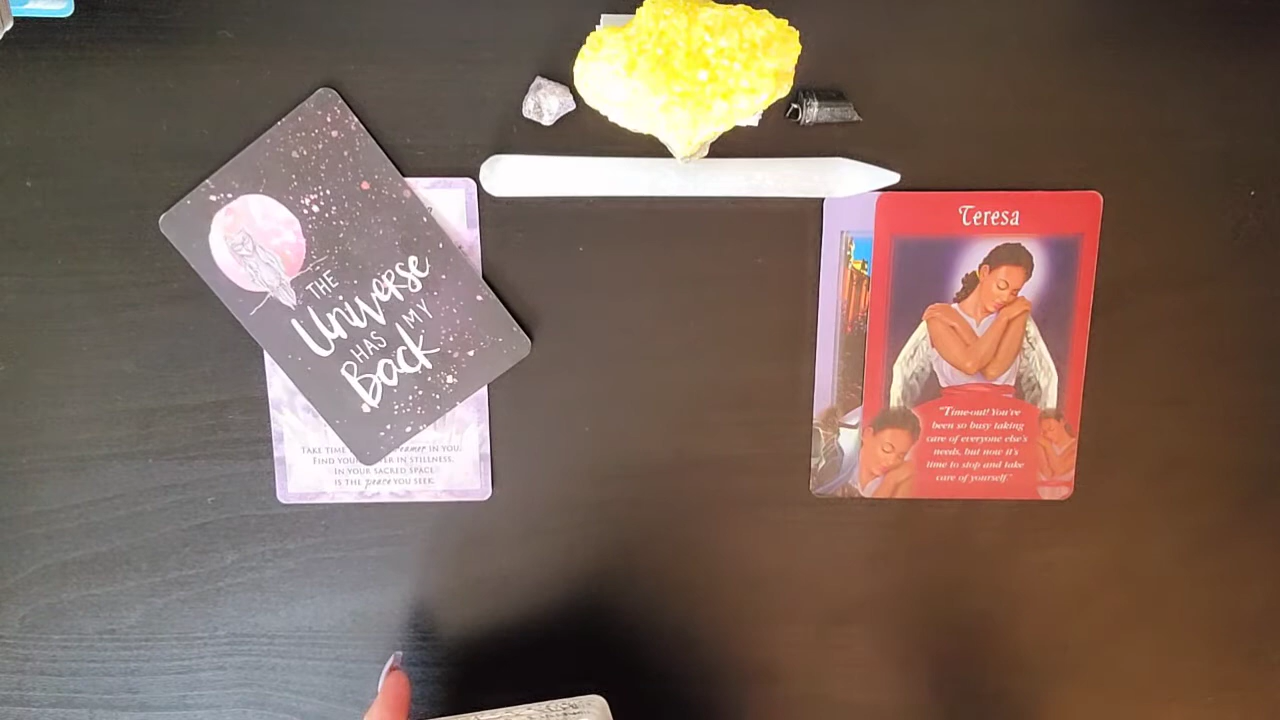 THE
Universe
HAS MY
Back
TAKE TIME
IN YOU.
FIND YOUR
IN STILLNESS.
IN YOUR SACRED SPACE
IS THE peace YOU SEEK.
Teresa
"Time-out! You've
been so busy taking
care of everyone else's
needs, but now it's
time to stop and take
care of yourself."